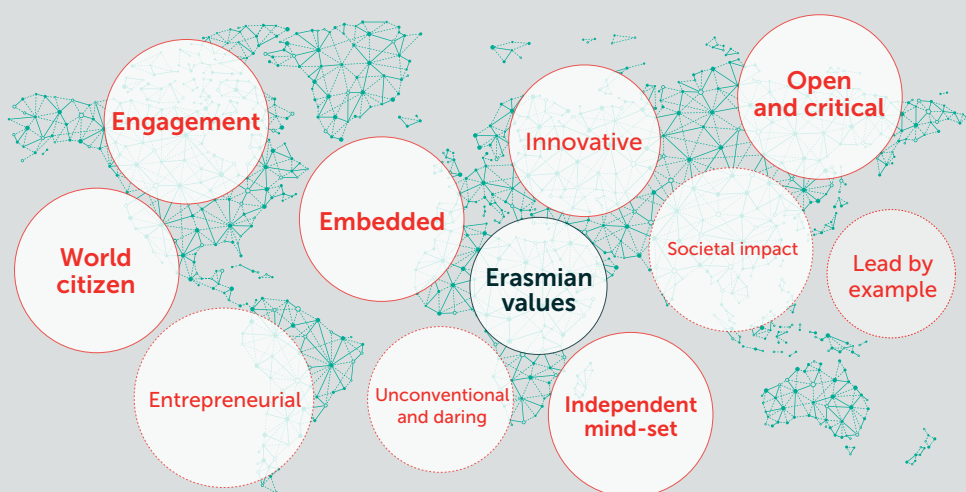 Engagement
Open
and critical
Innovative
Embedded
World
citizen
Erasmian
values
Societal impact
Lead by
example
Entrepreneurial
Unconventional
and daring
Independent
mind-set